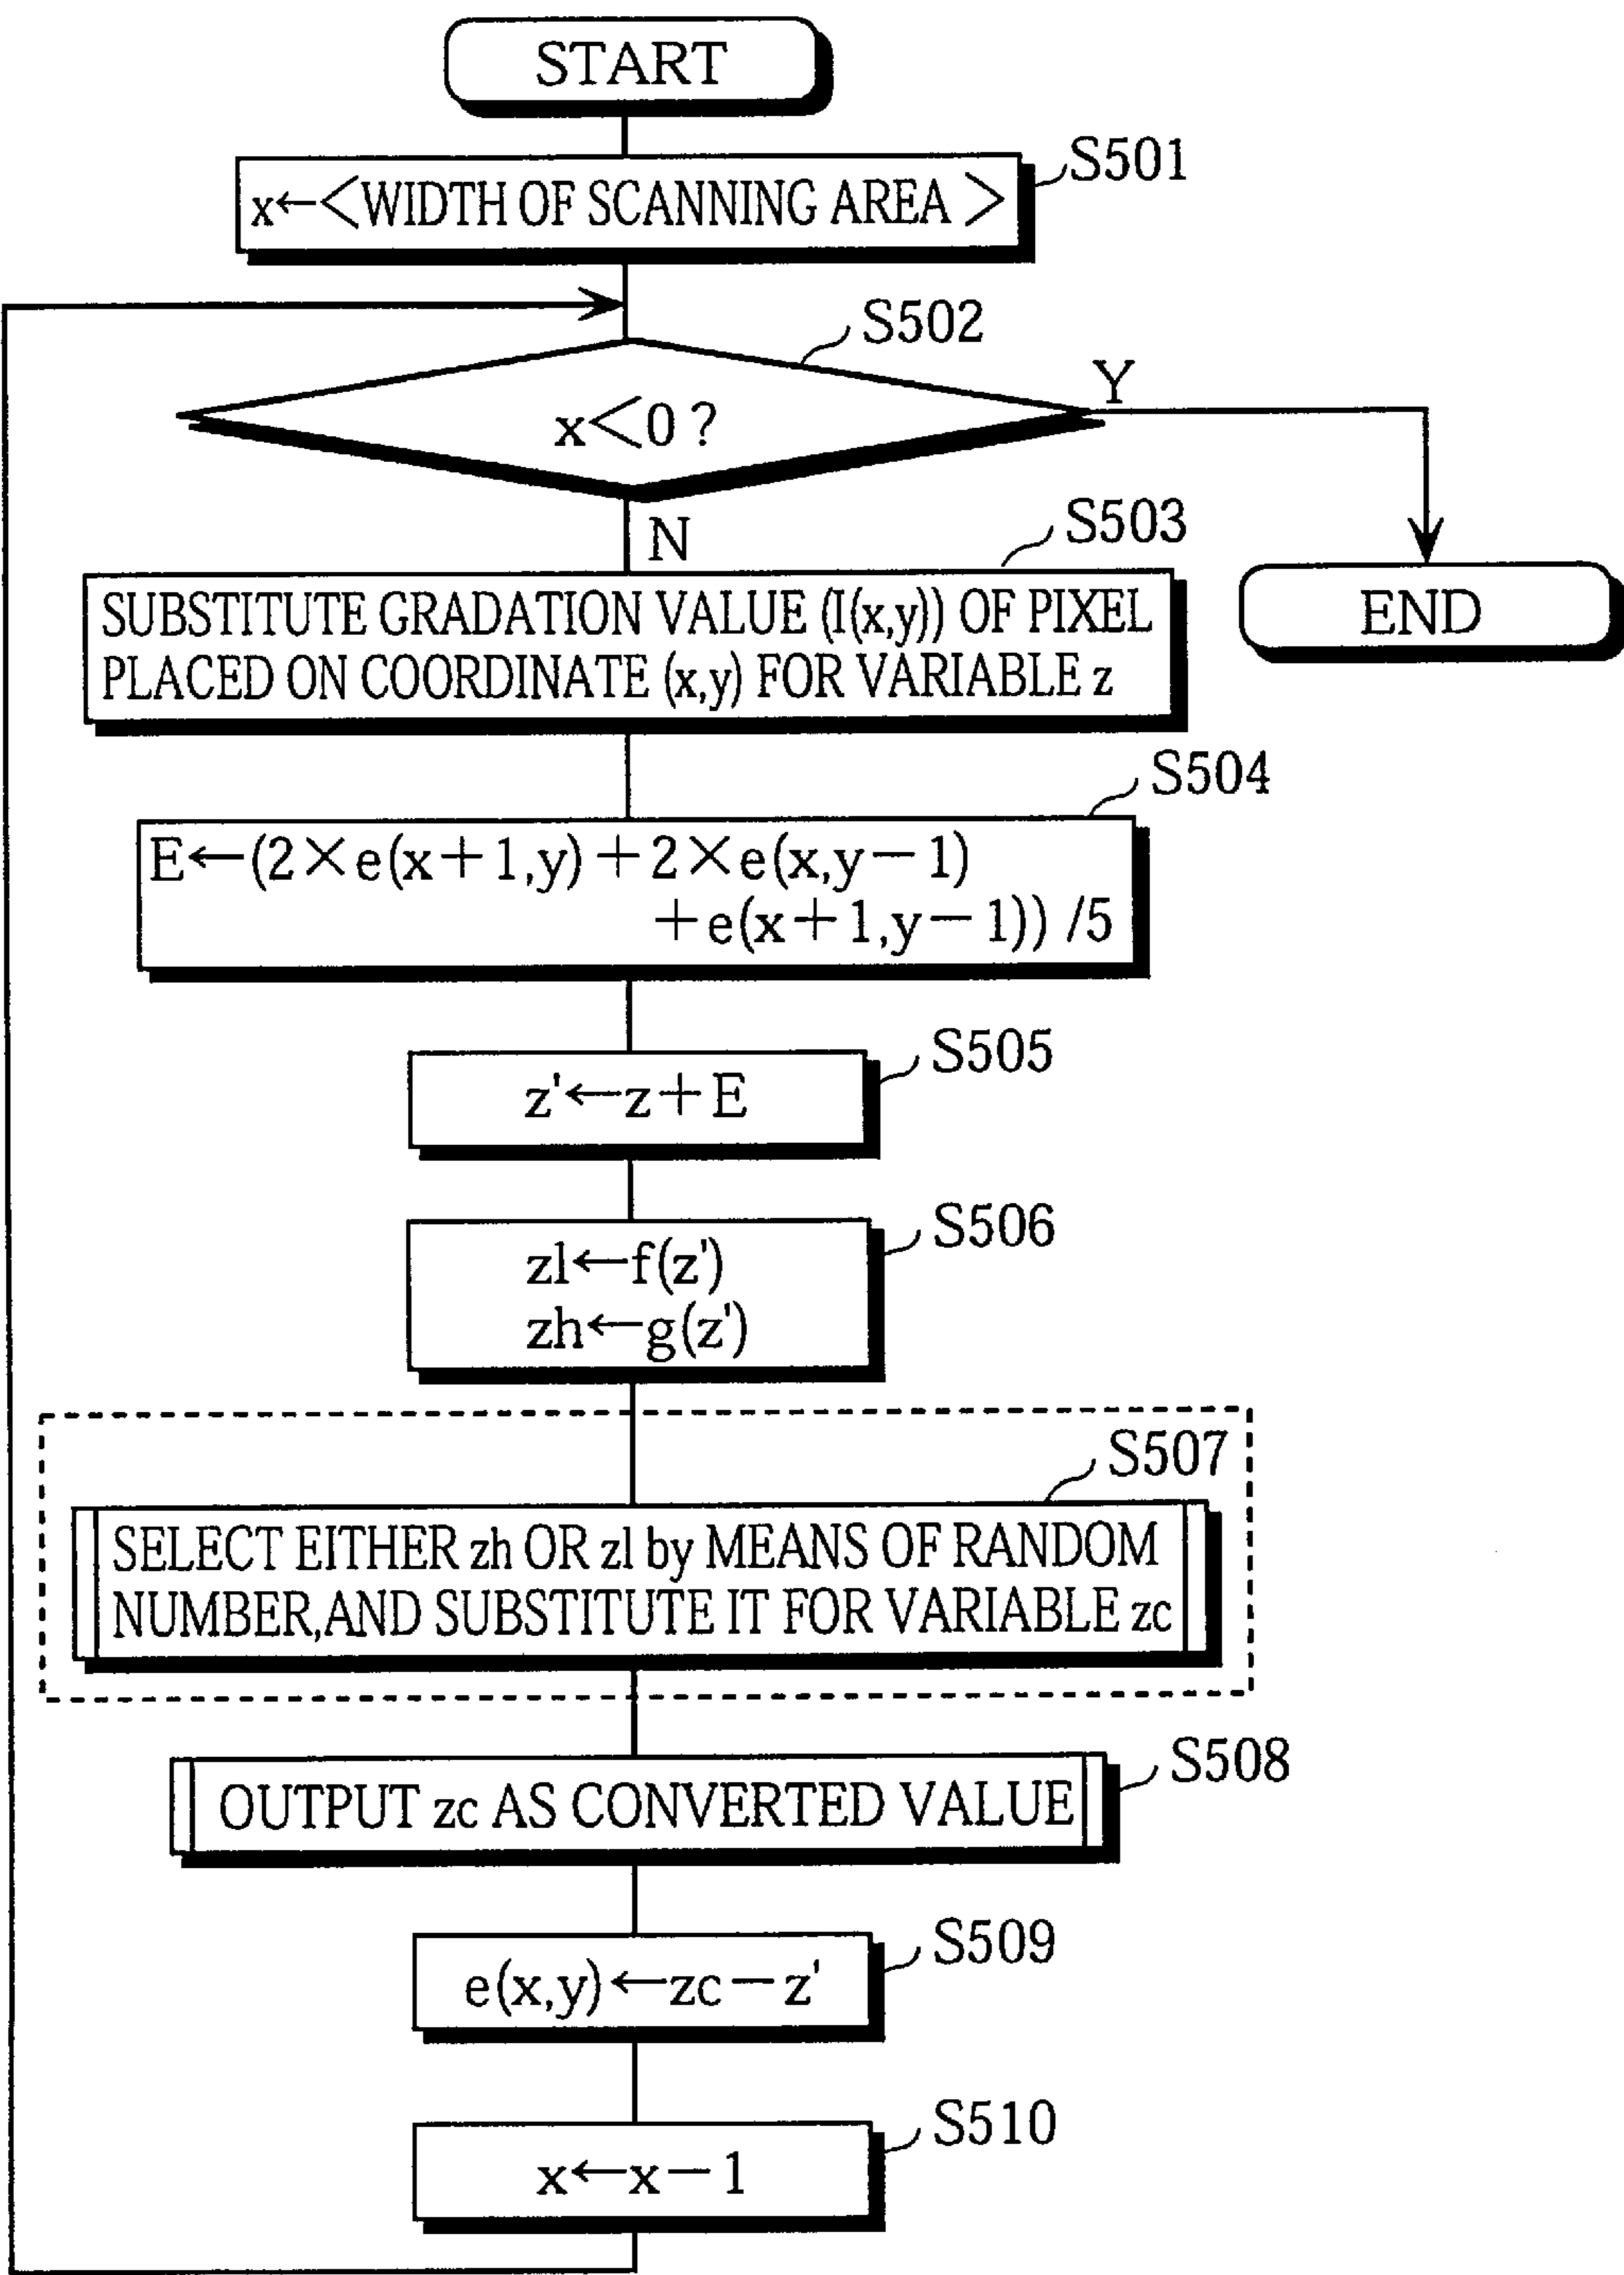 START
S501
x←<WIDTH OF SCANNING AREA >
S502
x<0?
Y
N
S503
SUBSTITUTE GRADATION VALUE (I(x,y)) OF PIXEL
PLACED ON COORDINATE (x,y) FOR VARIABLE z
END
S504
E←(2×e(x+1,y)+2×e(x,y−1)
+e(x+1,y−1)) /5
S505
z'←z+E
S506
zl←f(z')
zh←g(z')
S507
SELECT EITHER zh OR zl by MEANS OF RANDOM
NUMBER,AND SUBSTITUTE IT FOR VARIABLE zc
S508
OUTPUT zc AS CONVERTED VALUE
S509
e(x,y)←zc−z'
S510
x←x−1